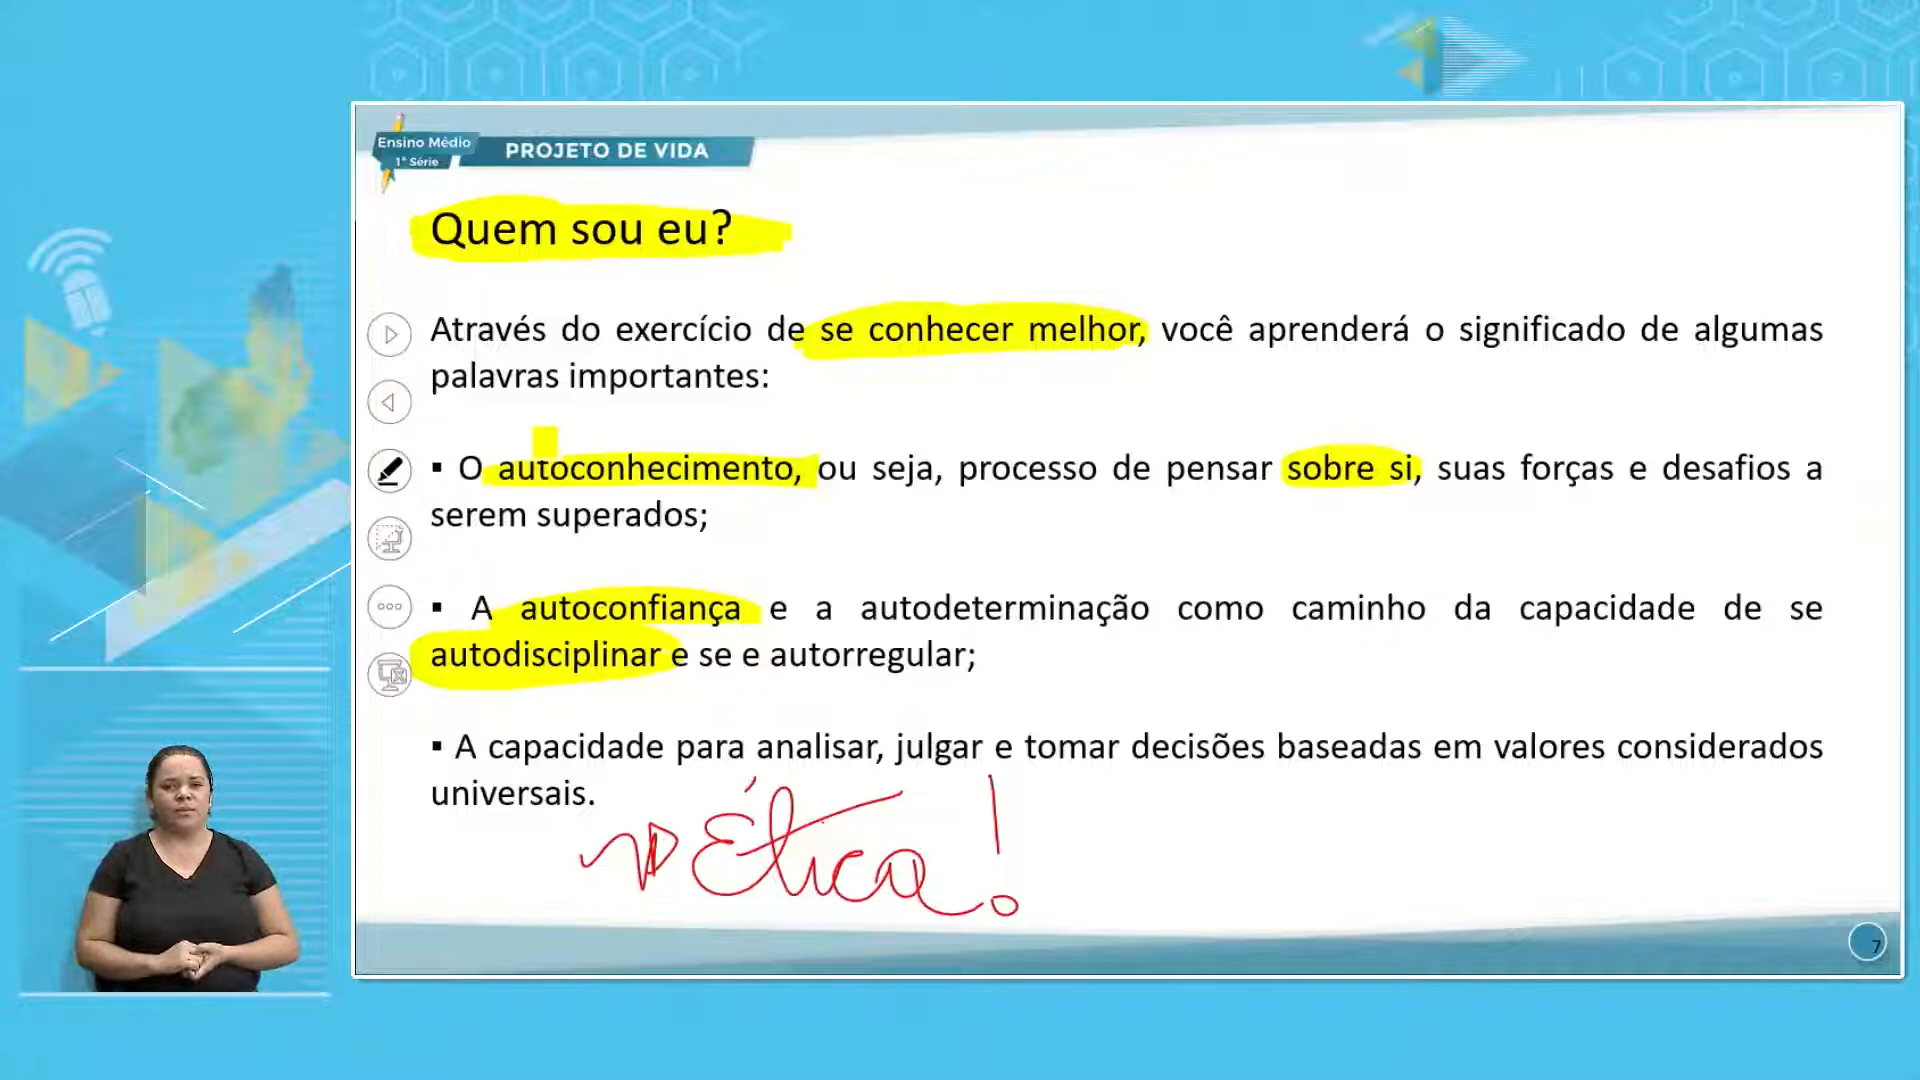 Ensino Médio
1ª Série
PROJETO DE VIDA
Quem sou eu?
Através do exercício de se conhecer melhor, você aprenderá o significado de algumas
palavras importantes:
▪ O autoconhecimento, ou seja, processo de pensar sobre si, suas forças e desafios a
serem superados;
▪ A autoconfiança e a autodeterminação como caminho da capacidade de se
autodisciplinar e se e autorregular;
▪ A capacidade para analisar, julgar e tomar decisões baseadas em valores considerados
universais.
Ética!
7